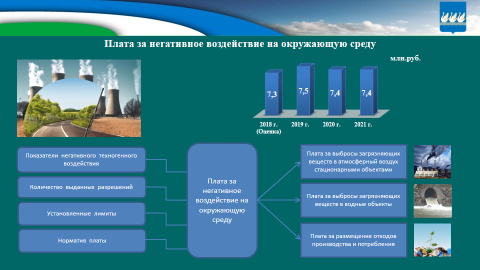 Плата за негативное воздействие на окружающую среду
млн.руб.
7,3
7,5
7,4
7,4
2018 г.
(Оценка)
2019 г.
2020 г.
2021 г.
Показатели негативного техногенного
воздействия
Количество выданных разрешений
Установленные лимиты
Норматив платы
Плата за
негативное
воздействие на
окружающую
среду
Плата за выбросы загрязняющих
веществ в атмосферный воздух
стационарными объектами
Плата за выбросы загрязняющих
веществ в водные объекты
Плата за размещение отходов
производства и потребления